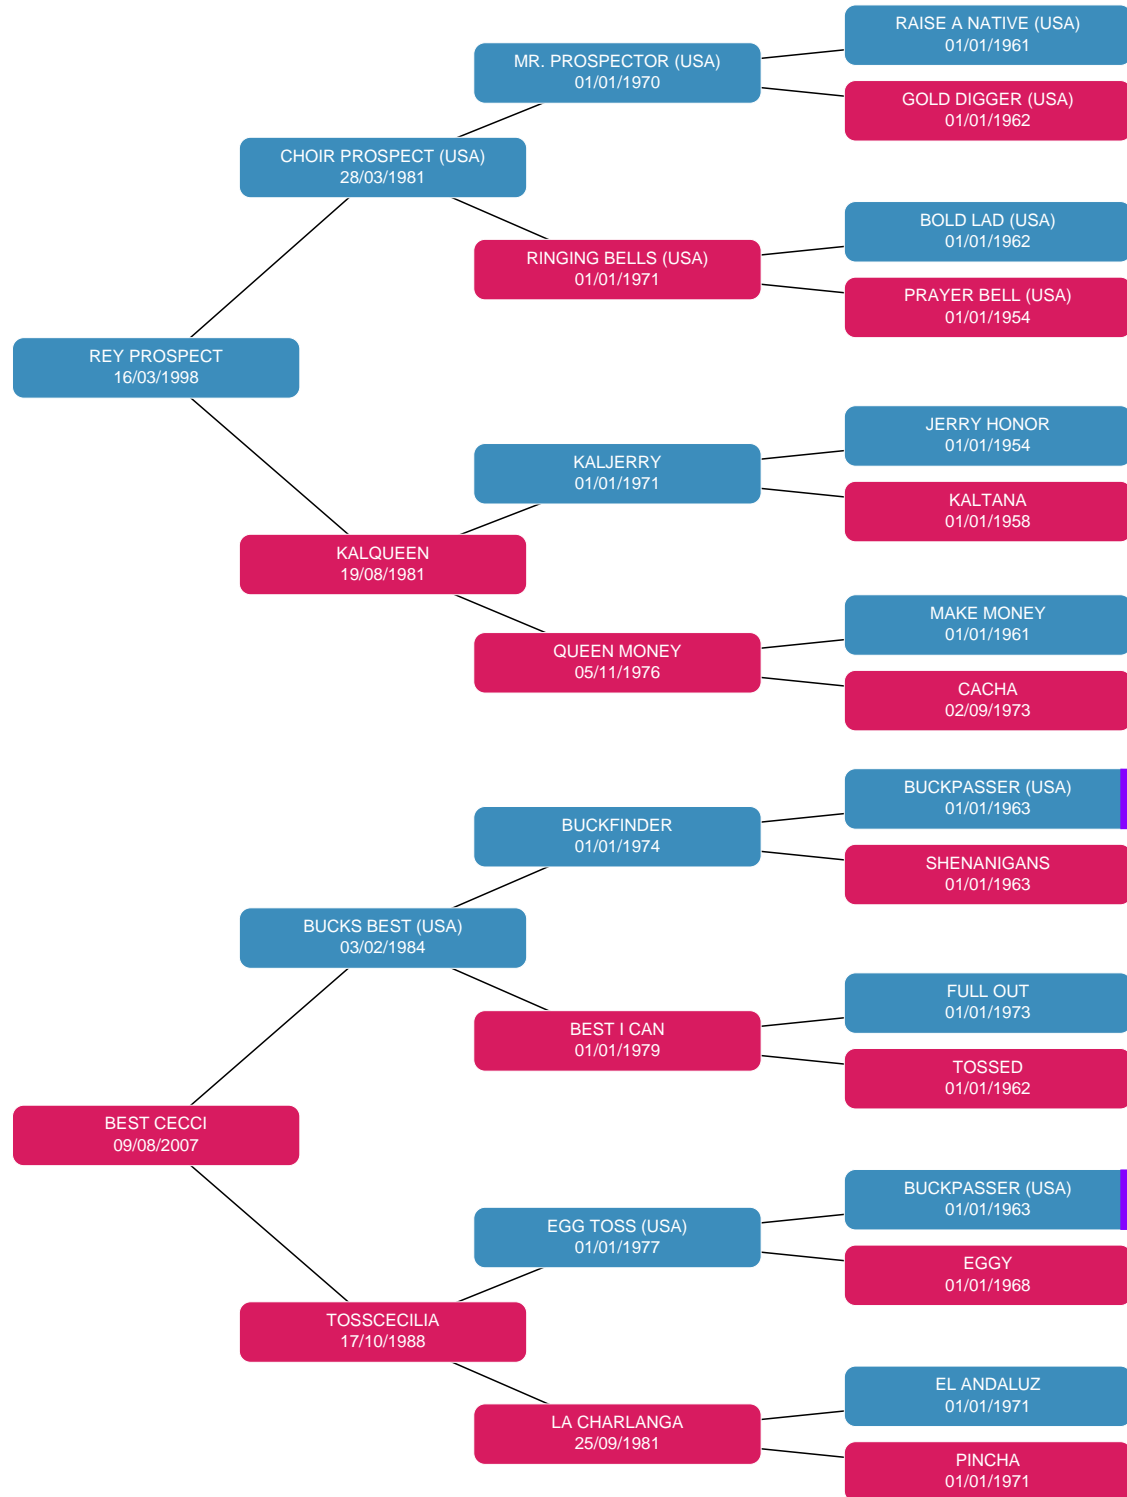 RAISE A NATIVE (USA)
01/01/1961
MR. PROSPECTOR (USA)
01/01/1970
GOLD DIGGER (USA)
01/01/1962
CHOIR PROSPECT (USA)
28/03/1981
BOLD LAD (USA)
01/01/1962
RINGING BELLS (USA)
01/01/1971
PRAYER BELL (USA)
01/01/1954
REY PROSPECT
16/03/1998
JERRY HONOR
01/01/1954
KALJERRY
01/01/1971
KALTANA
01/01/1958
KALQUEEN
19/08/1981
MAKE MONEY
01/01/1961
QUEEN MONEY
05/11/1976
CACHA
02/09/1973
BUCKPASSER (USA)
01/01/1963
BUCKFINDER
01/01/1974
SHENANIGANS
01/01/1963
BUCKS BEST (USA)
03/02/1984
FULL OUT
01/01/1973
BEST I CAN
01/01/1979
TOSSED
01/01/1962
BEST CECCI
09/08/2007
BUCKPASSER (USA)
01/01/1963
EGG TOSS (USA)
01/01/1977
EGGY
01/01/1968
TOSSCECILIA
17/10/1988
EL ANDALUZ
01/01/1971
LA CHARLANGA
25/09/1981
PINCHA
01/01/1971